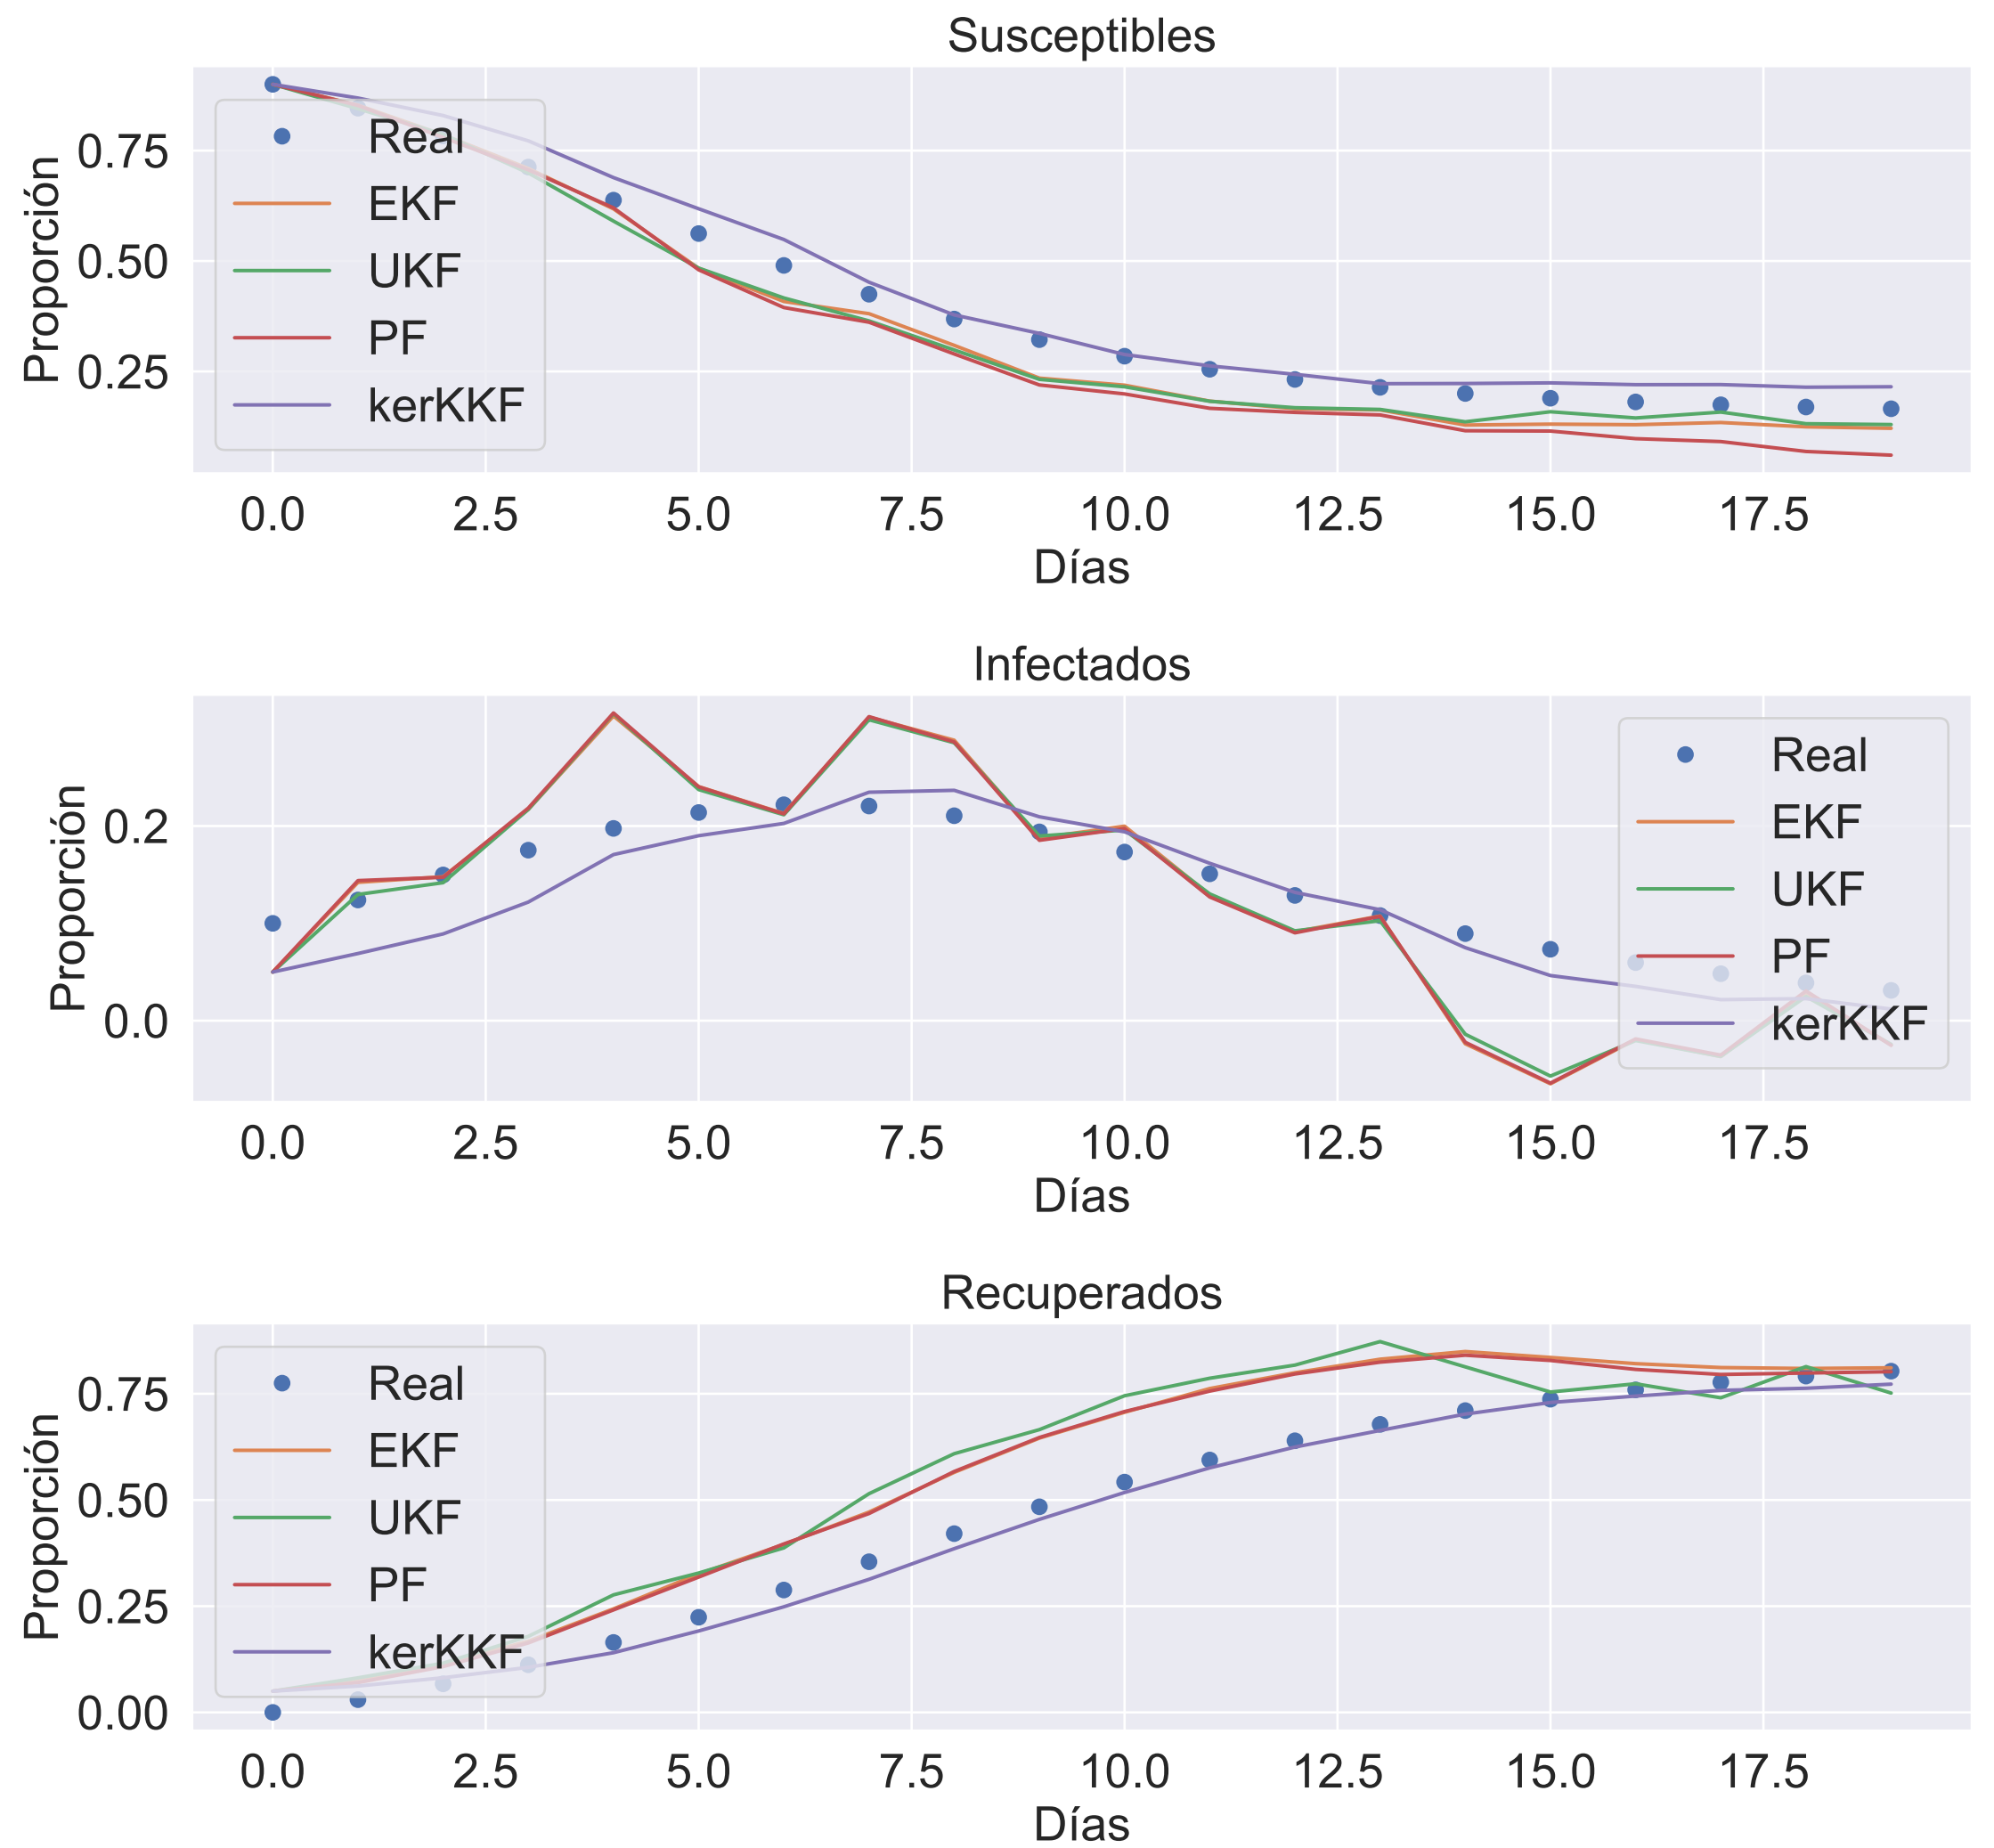 Susceptibles
Proporción
0.75
0.50
0.25
Real
EKF
UKF
PF
kerKKF
0.0 2.5 5.0 7.5 10.0 12.5 15.0 17.5
Días
Infectados
Proporción
0.2
0.0
Real
EKF
UKF
PF
kerKKF
0.0 2.5 5.0 7.5 10.0 12.5 15.0 17.5
Días
Recuperados
Proporción
0.75
0.50
0.25
0.00
Real
EKF
UKF
PF
kerKKF
0.0 2.5 5.0 7.5 10.0 12.5 15.0 17.5
Días